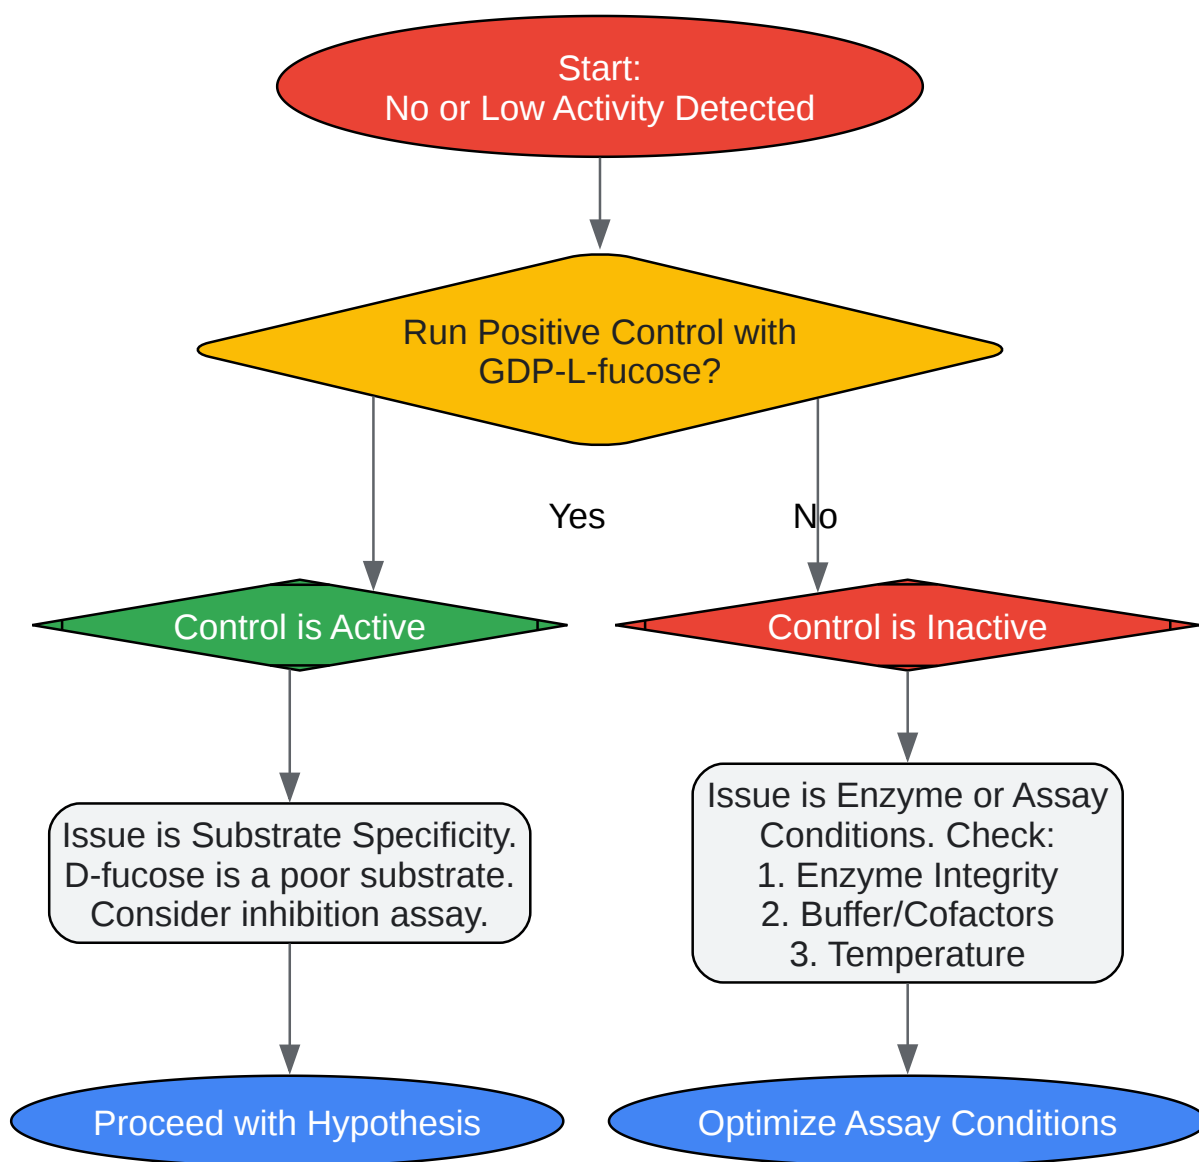 Start:
No or Low Activity Detected
Run Positive Control with
GDP-L-fucose?
Yes
No
Control is Active
Control is Inactive
Issue is Substrate Specificity.
D-fucose is a poor substrate.
Consider inhibition assay.
Issue is Enzyme or Assay
Conditions. Check:
1. Enzyme Integrity
2. Buffer/Cofactors
3. Temperature
Proceed with Hypothesis
Optimize Assay Conditions